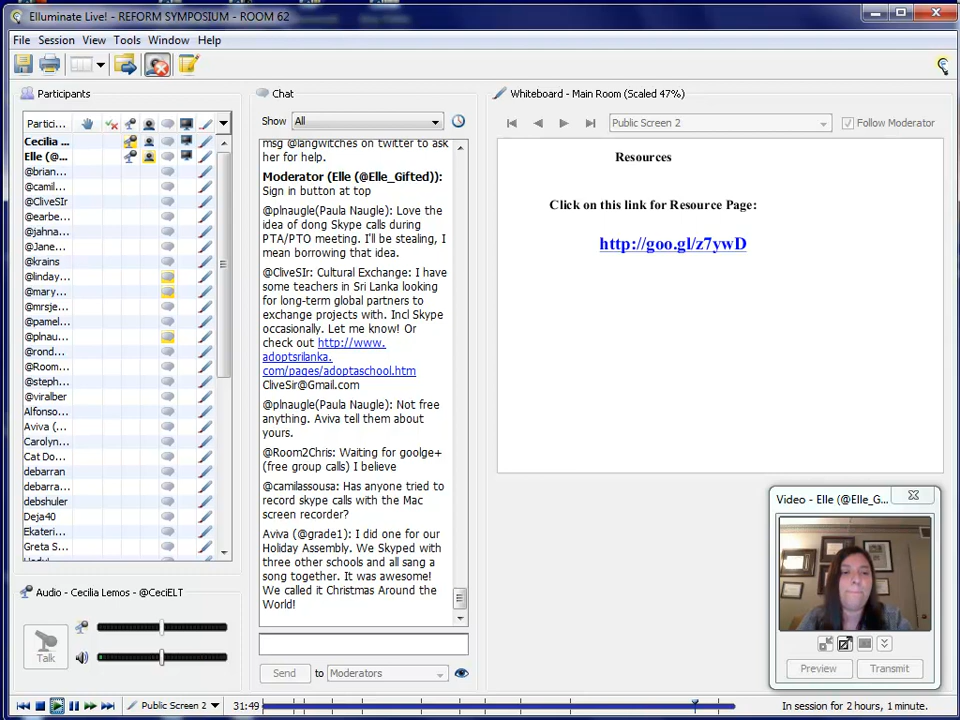 Elluminate Live! - REFORM SYMPOSIUM - ROOM 62
File Session View Tools Window Help
Participants
Partici...
Cecilia ...
Elle (@...
@brian...
@camil...
@CliveSIr
@earbe...
@jahna...
@Jane...
@krains
@linday...
@mary...
@mrsje...
@pamel...
@plnau...
@rond...
@Room...
@steph...
@viralber
Alfonso...
Aviva (...
Carolyn...
Cat Do...
debarran
debarra...
debshuler
Deja40
Ekateri...
Greta S...
Audio - Cecilia Lemos - @CeciELT
Talk
Chat
Show All
msg @langwitches on twitter to ask
her for help.
Moderator (Elle (@Elle_Gifted)):
Sign in button at top
@plnaugle(Paula Naugle): Love the
idea of dong Skype calls during
PTA/PTO meeting. I'll be stealing, I
mean borrowing that idea.
@CliveSIr: Cultural Exchange: I have
some teachers in Sri Lanka looking
for long-term global partners to
exchange projects with. Incl Skype
occasionally. Let me know! Or
check out http://www.
adoptsrilanka.
com/pages/adoptaschool.htm
CliveSir@Gmail.com
@plnaugle(Paula Naugle): Not free
anything. Aviva tell them about
yours.
@Room2Chris: Waiting for goolge+
(free group calls) I believe
@camilassousa: Has anyone tried to
record skype calls with the Mac
screen recorder?
Aviva (@grade1): I did one for our
Holiday Assembly. We Skyped with
three other schools and all sang a
song together. It was awesome!
We called it Christmas Around the
World!
Send to Moderators
Whiteboard - Main Room (Scaled 47%)
Public Screen 2
Follow Moderator
Resources
Click on this link for Resource Page:
http://goo.gl/z7ywD
Video - Elle (@Elle_G...
Preview Transmit
Public Screen 2 31:49 In session for 2 hours, 1 minute.